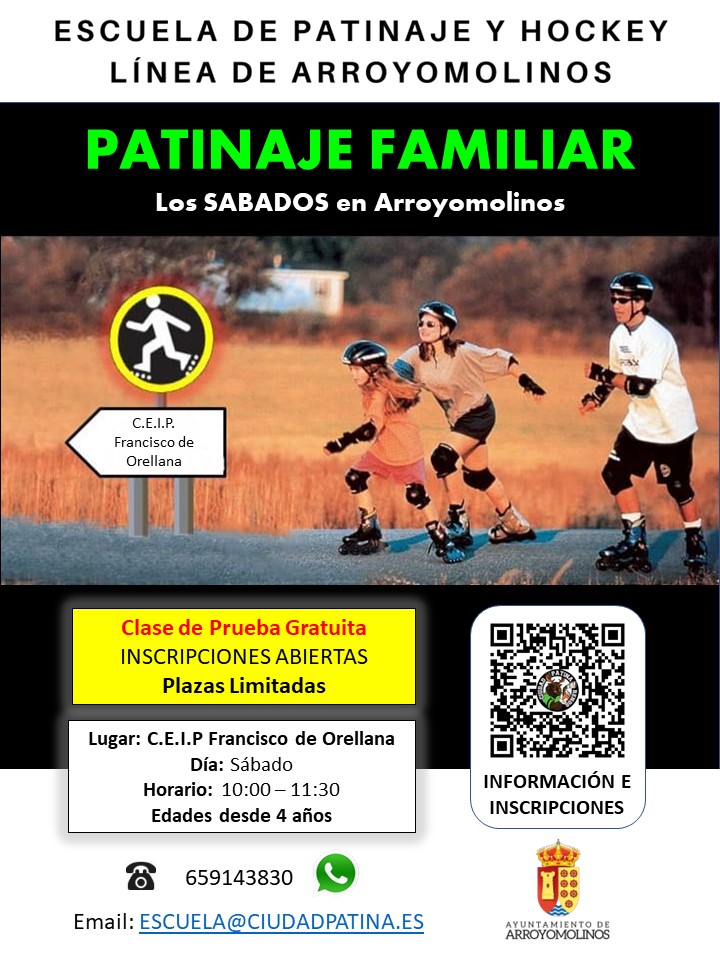 ESCUELA DE PATINAJE Y HOCKEY
LÍNEA DE ARROYOMOLINOS
PATINAJE FAMILIAR
Los SABADOS en Arroyomolinos
C.E.I.P.
Francisco de
Orellana
Clase de Prueba Gratuita
INSCRIPCIONES ABIERTAS
Plazas Limitadas
Lugar: C.E.I.P Francisco de Orellana
Día: Sábado
Horario: 10:00 – 11:30
Edades desde 4 años
INFORMACIÓN E
INSCRIPCIONES
659143830
Email: ESCUELA@CIUDADPATINA.ES
AYUNTAMIENTO DE
ARROYOMOLINOS